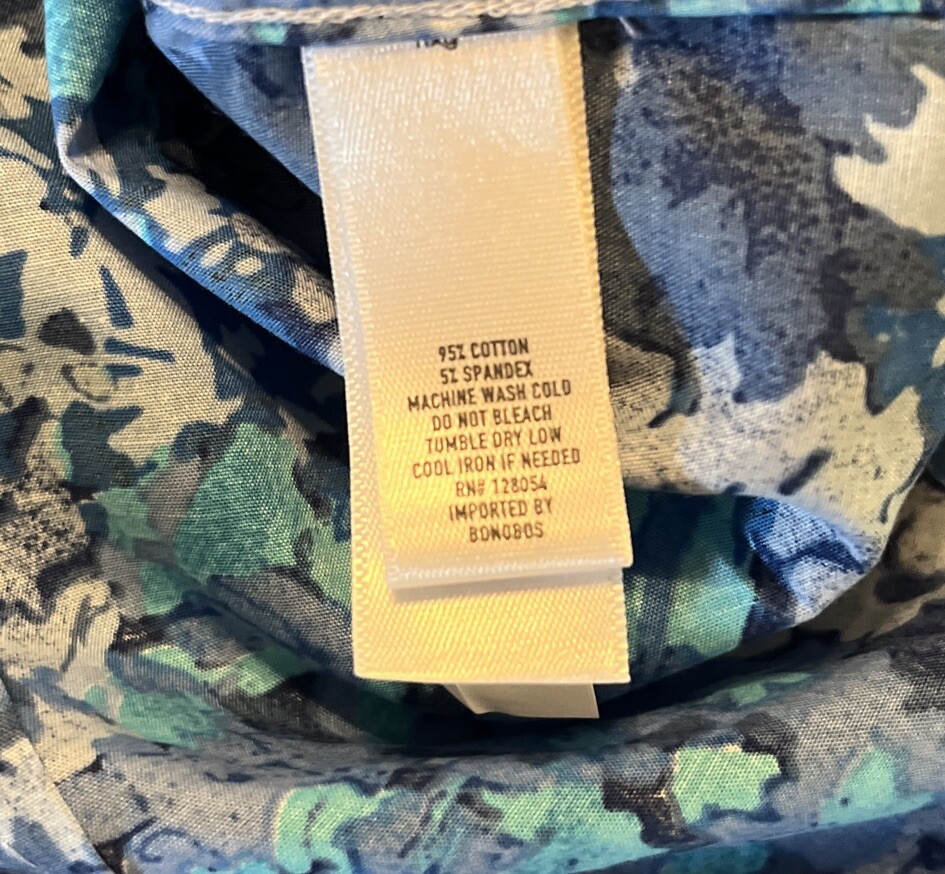 95% COTTON
5% SPANDEX
MACHINE WASH COLD
DO NOT BLEACH
TUMBLE DRY LOW
COOL IRON IF NEEDED
RN# 128054
IMPORTED BY
BONOBOS